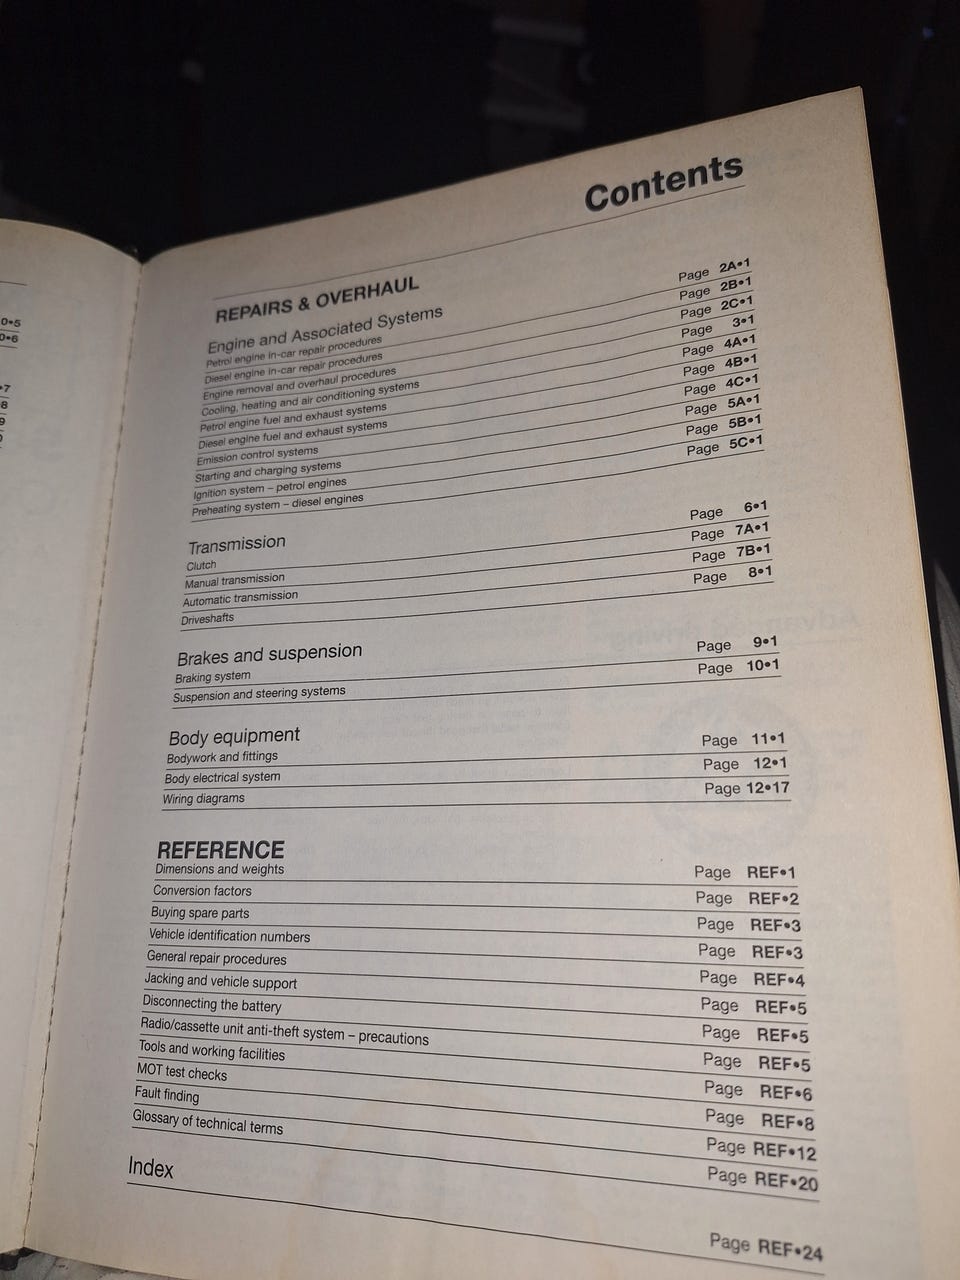 Contents
REPAIRS & OVERHAUL
Engine and Associated Systems
Petrol engine in-car repair procedures Page 2A•1
Diesel engine in-car repair procedures Page 2B•1
Engine removal and overhaul procedures Page 2C•1
Cooling, heating and air conditioning systems Page 3•1
Petrol engine fuel and exhaust systems Page 4A•1
Diesel engine fuel and exhaust systems Page 4B•1
Emission control systems Page 4C•1
Starting and charging systems Page 5A•1
Ignition system – petrol engines Page 5B•1
Preheating system – diesel engines Page 5C•1
Transmission
Clutch Page 6•1
Manual transmission Page 7A•1
Automatic transmission Page 7B•1
Driveshafts Page 8•1
Brakes and suspension
Braking system Page 9•1
Suspension and steering systems Page 10•1
Body equipment
Bodywork and fittings Page 11•1
Body electrical system Page 12•1
Wiring diagrams Page 12•17
REFERENCE
Dimensions and weights Page REF•1
Conversion factors Page REF•2
Buying spare parts Page REF•3
Vehicle identification numbers Page REF•3
General repair procedures Page REF•4
Jacking and vehicle support Page REF•5
Disconnecting the battery Page REF•5
Radio/cassette unit anti-theft system – precautions Page REF•5
Tools and working facilities Page REF•6
MOT test checks Page REF•8
Fault finding Page REF•12
Glossary of technical terms Page REF•20
Index Page REF•24